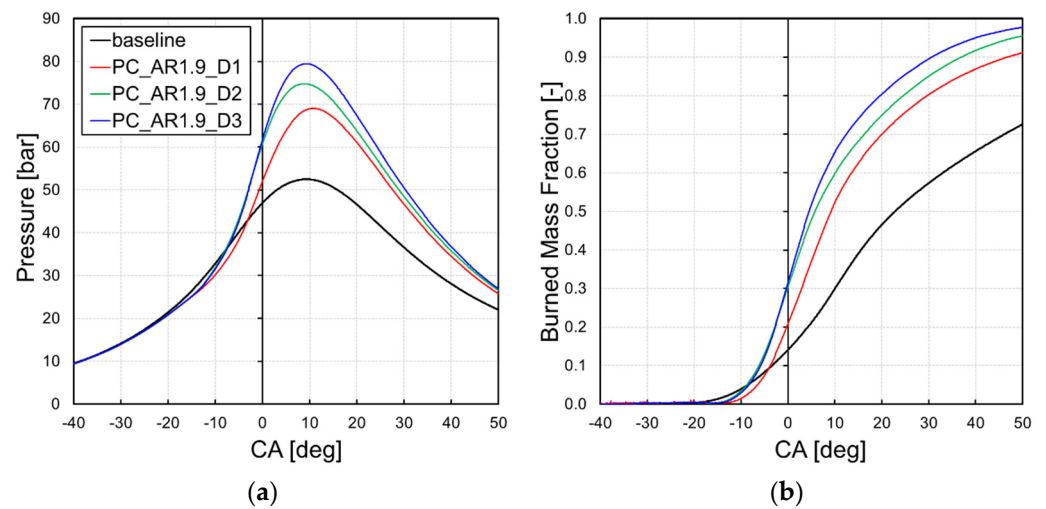 90
80
70
60
50
40
30
20
10
0
-40 -30 -20 -10 0 10 20 30 40 50
Pressure [bar]
CA [deg]
baseline
PC_AR1.9_D1
PC_AR1.9_D2
PC_AR1.9_D3
(a)
1.0
0.9
0.8
0.7
0.6
0.5
0.4
0.3
0.2
0.1
0.0
-40 -30 -20 -10 0 10 20 30 40 50
Burned Mass Fraction [-]
CA [deg]
(b)